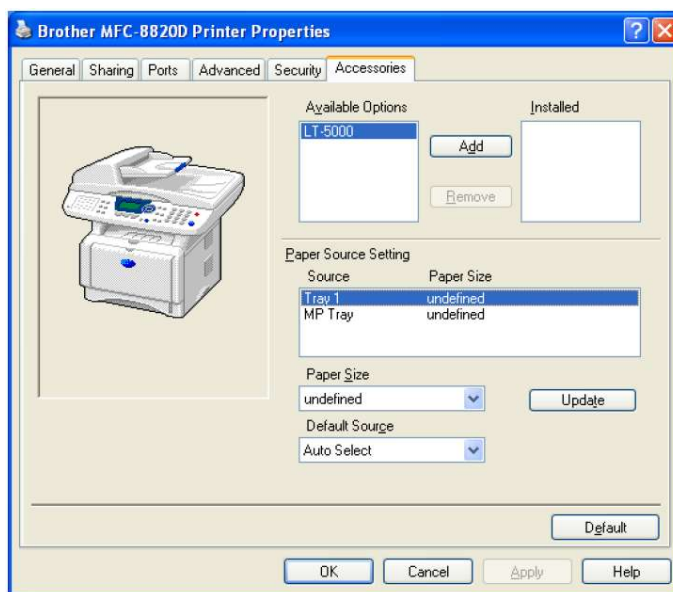 Brother MFC-8820D Printer Properties
General Sharing Ports Advanced Security Accessories
Available Options Installed
LT-5000
Add
Remove
Paper Source Setting
Source Paper Size
Tray 1 undefined
MP Tray undefined
Paper Size
undefined Update
Default Source
Auto Select
Default
OK Cancel Apply Help